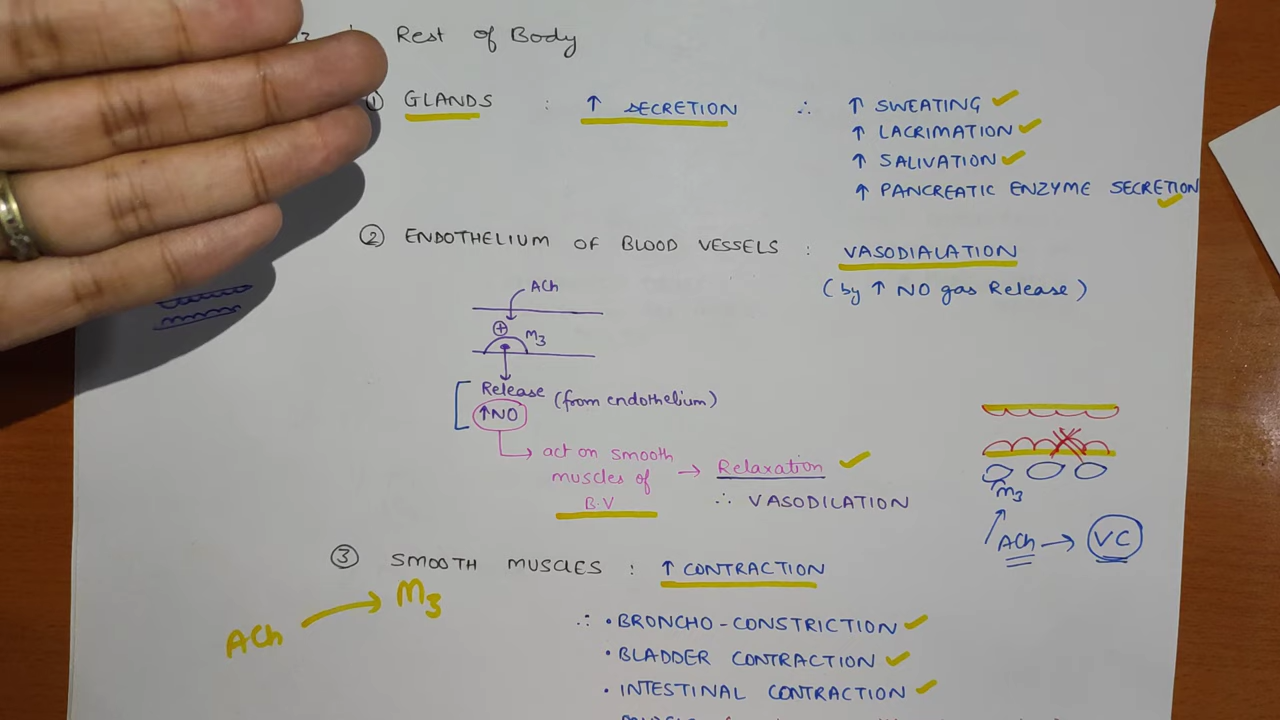 Rest of Body
① GLANDS : ↑ SECRETION ∴ ↑ SWEATING
↑ LACRIMATION
↑ SALIVATION
↑ PANCREATIC ENZYME SECRETION
② ENDOTHELIUM OF BLOOD VESSELS : VASODIALATION
(by ↑ NO gas Release)
ACh
⊕ M3
Release (from endothelium)
↑NO
act on smooth muscles of B.V → Relaxation
∴ VASODILATION
M3
ACh → VC
③ SMOOTH MUSCLES : ↑ CONTRACTION
ACh → M3
∴ • BRONCHO-CONSTRICTION
• BLADDER CONTRACTION
• INTESTINAL CONTRACTION